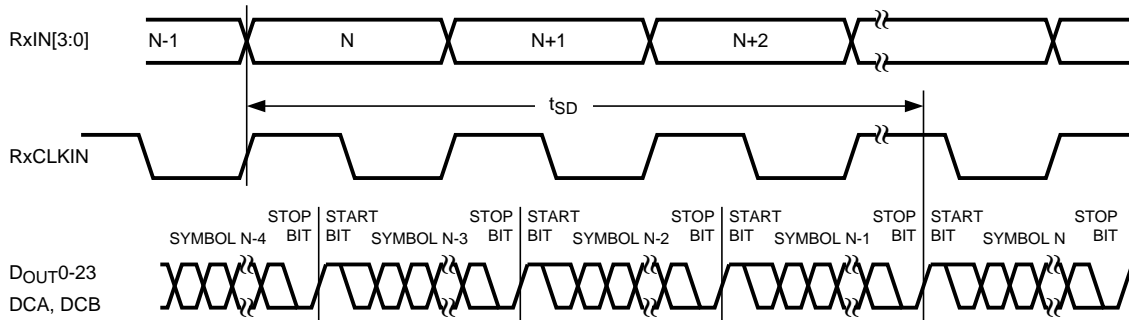 RxIN[3:0] N-1 N N+1 N+2
tSD
RxCLKIN
STOP BIT START BIT STOP BIT START BIT STOP BIT START BIT STOP BIT START BIT STOP BIT
SYMBOL N-4 SYMBOL N-3 SYMBOL N-2 SYMBOL N-1 SYMBOL N
DOUT0-23
DCA, DCB